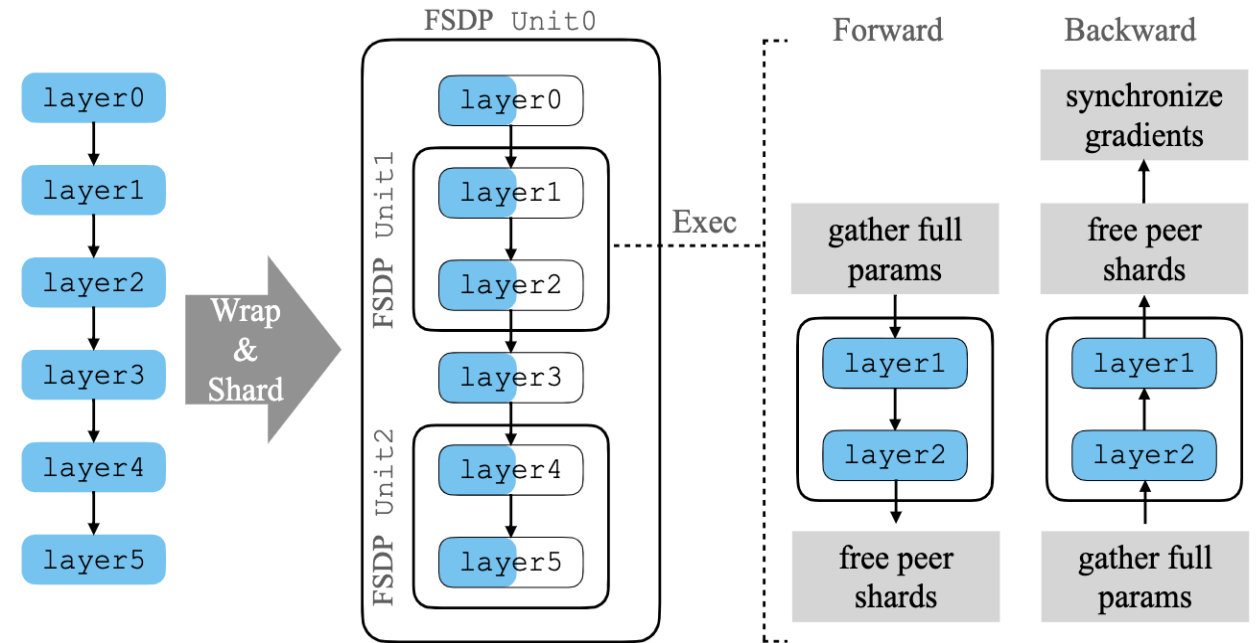 layer0
layer1
layer2
layer3
layer4
layer5
Wrap
&
Shard
FSDP Unit0
layer0
FSDP Unit1
layer1
layer2
layer3
FSDP Unit2
layer4
layer5
Exec
Forward
gather full
params
layer1
layer2
free peer
shards
Backward
synchronize
gradients
free peer
shards
layer1
layer2
gather full
params